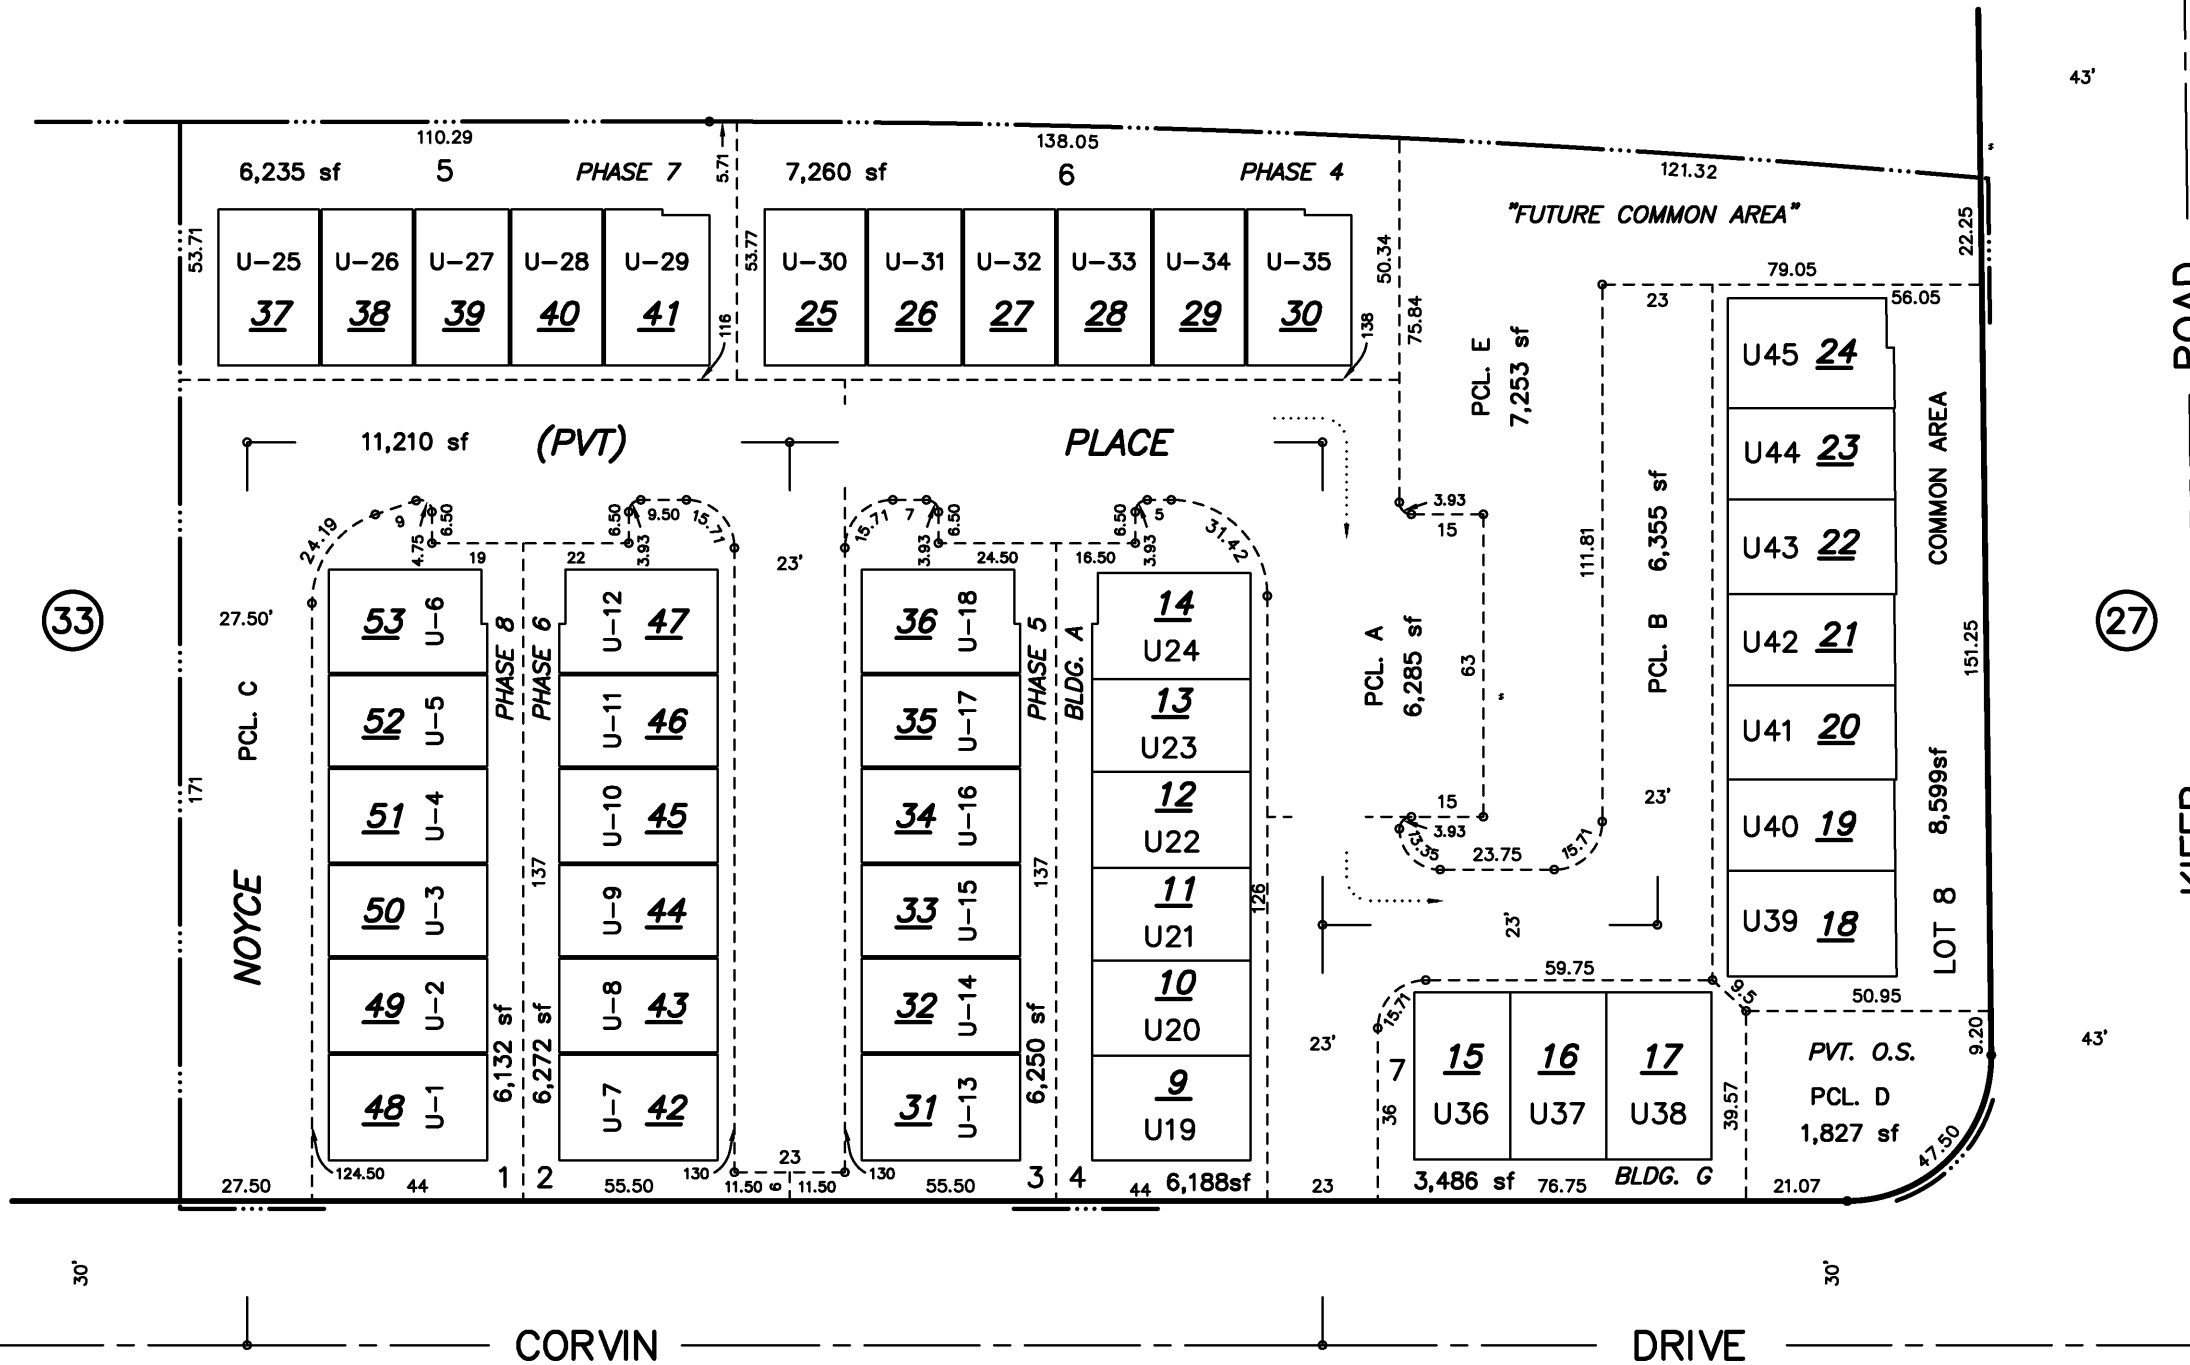 43'
110.29
138.05
121.32
6,235 sf
5
PHASE 7
5.71
7,260 sf
6
PHASE 4
"FUTURE COMMON AREA"
22.25
53.71
U-25
37
U-26
38
U-27
39
U-28
40
U-29
41
116
53.77
U-30
25
U-31
26
U-32
27
U-33
28
U-34
29
U-35
30
138
50.34
75.84
PCL. E
7,253 sf
79.05
23
56.05
ROAD
11,210 sf
(PVT)
PLACE
U45 24
U44 23
U43 22
U42 21
U41 20
U40 19
U39 18
COMMON AREA
151.25
8,599sf
LOT 8
24.19
9
6.50
4.75
19
22
6.50
9.50
3.93
15.71
23'
15.71
7
6.50
3.93
24.50
16.50
6.50
5
3.93
31.42
3.93
15
63
15
3.93
13.35
23.75
15.71
111.81
PCL. B 6,355 sf
23'
PCL. A
6,285 sf
33
27
27.50'
PCL. C
171
NOYCE
53
U-6
52
U-5
51
U-4
50
U-3
49
U-2
48
U-1
PHASE 8
PHASE 6
6,132 sf
6,272 sf
137
U-12
47
U-11
46
U-10
45
U-9
44
U-8
43
U-7
42
36
U-18
35
U-17
34
U-16
33
U-15
32
U-14
31
U-13
PHASE 5
BLDG. A
137
6,250 sf
14
U24
13
U23
12
U22
11
U21
10
U20
9
U19
126
23'
23'
59.75
9.5
50.95
9.20
15.71
7
36
15
U36
16
U37
17
U38
39.57
PVT. O.S.
PCL. D
1,827 sf
43'
47.50
27.50
124.50
44
1
2
55.50
130
23
11.50
6
11.50
130
55.50
3
4
44
6,188sf
23
3,486 sf
76.75
BLDG. G
21.07
30'
30'
CORVIN
DRIVE